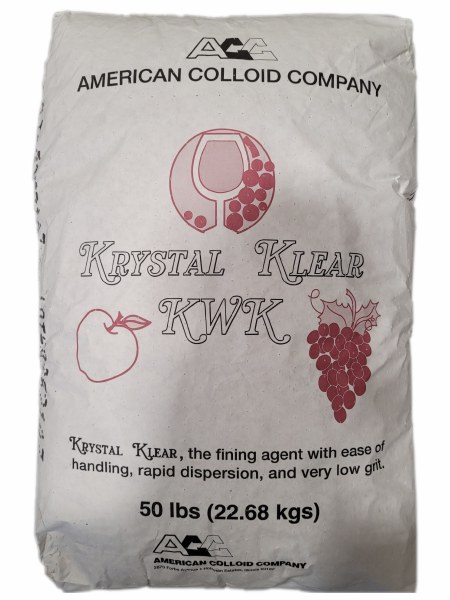 ACC
AMERICAN COLLOID COMPANY
KRYSTAL KLEAR
KWK
KRYSTAL KLEAR, the fining agent with ease of
handling, rapid dispersion, and very low grit.
50 lbs (22.68 kgs)
ACC
AMERICAN COLLOID COMPANY